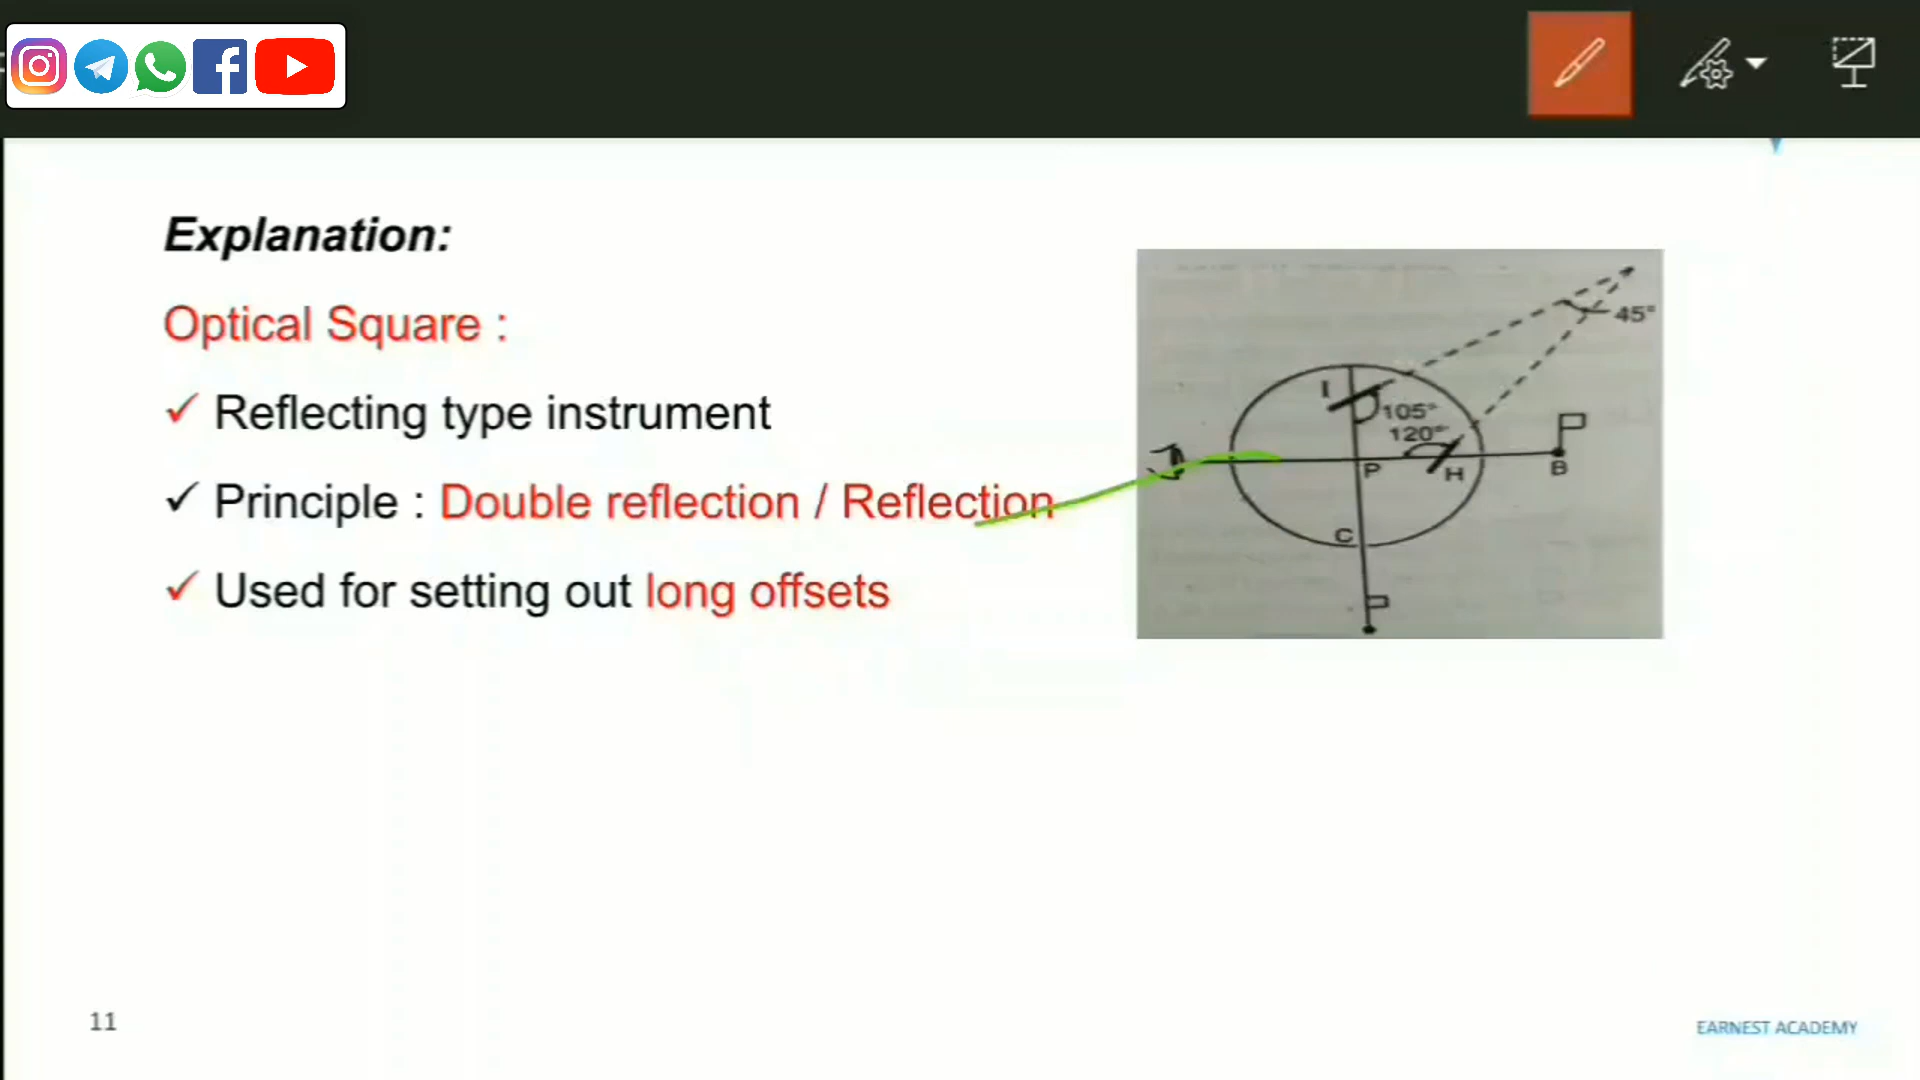 Explanation:
Optical Square :
✓ Reflecting type instrument
✓ Principle : Double reflection / Reflection
✓ Used for setting out long offsets
45°
I
105°
120°
P
H
B
C
11
EARNEST ACADEMY